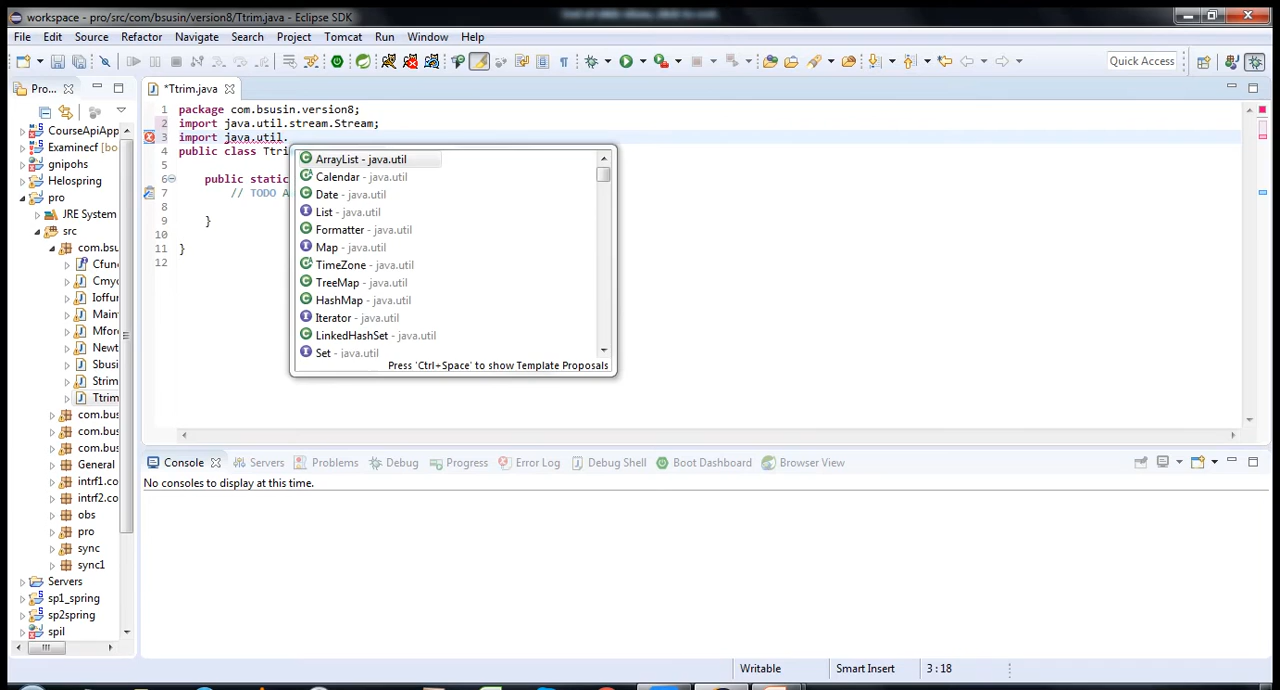 workspace - pro/src/com/bsusin/version8/Ttrim.java - Eclipse SDK
File Edit Source Refactor Navigate Search Project Tomcat Run Window Help
Quick Access
Pro...
*Ttrim.java
CourseApiApp
Examinecf [bo
gnipohs
Helospring
pro
JRE System
src
com.bsu
Cfunc
Cmyc
Ioffur
Main
Mfore
Newt
Sbusi
Strim
Ttrim
com.bus
com.bus
com.bus
General
intrf1.co
intrf2.co
obs
pro
sync
sync1
Servers
sp1_spring
sp2spring
spil
1 package com.bsusin.version8;
2 import java.util.stream.Stream;
3 import java.util.
4 public class Ttri
5
6 public static
7 // TODO A
8
9 }
10
11 }
12
ArrayList - java.util
Calendar - java.util
Date - java.util
List - java.util
Formatter - java.util
Map - java.util
TimeZone - java.util
TreeMap - java.util
HashMap - java.util
Iterator - java.util
LinkedHashSet - java.util
Set - java.util
Press 'Ctrl+Space' to show Template Proposals
Console Servers Problems Debug Progress Error Log Debug Shell Boot Dashboard Browser View
No consoles to display at this time.
Writable Smart Insert 3 : 18